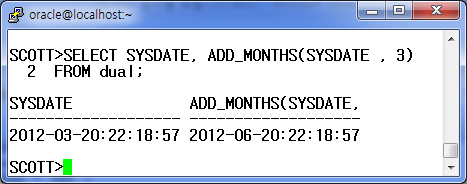 oracle@localhost:~
SCOTT>SELECT SYSDATE, ADD_MONTHS(SYSDATE , 3)
  2  FROM dual;
SYSDATE             ADD_MONTHS(SYSDATE,
------------------- -------------------
2012-03-20:22:18:57 2012-06-20:22:18:57
SCOTT>